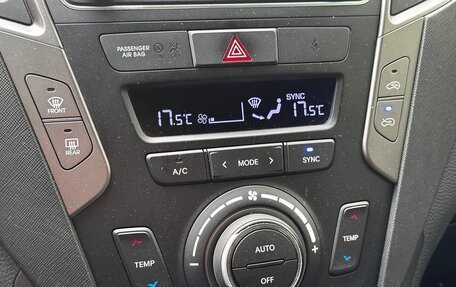 PASSENGER
AIR BAG
SYNC
17.5°C
17.5°C
FRONT
REAR
A/C
MODE
SYNC
AUTO
OFF
TEMP
TEMP